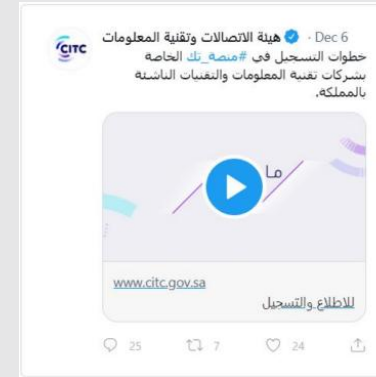 CITC
هيئة الاتصالات وتقنية المعلومات · Dec 6
خطوات التسجيل في #منصة_تك الخاصة
بشركات تقنية المعلومات والتقنيات الناشئة
بالمملكة.
ما
www.citc.gov.sa
للاطلاع والتسجيل
25 7 24